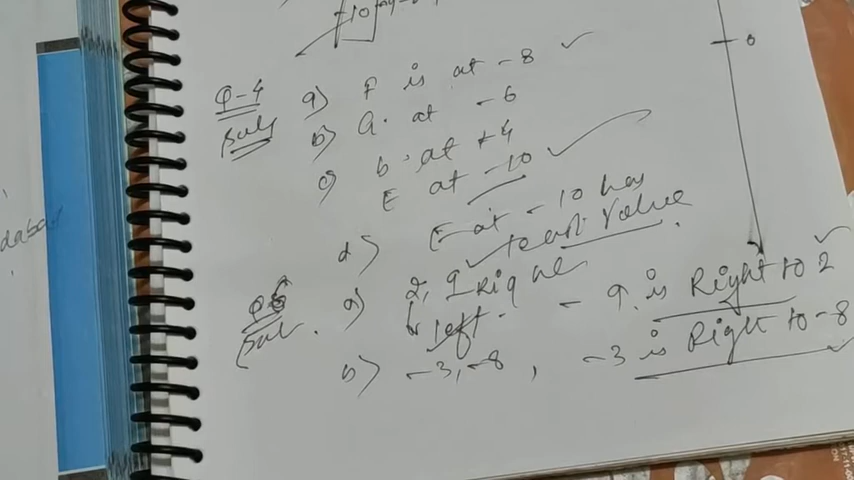 Q-4 a) F is at -8
Sol b) G. at -6
c) b. at +4
E at -10
d) E at -10 has
least value.
a) 2, 9 Right - 9 is Right to 2
left
Sol. b) -3, -8, -3 is Right to -8
0